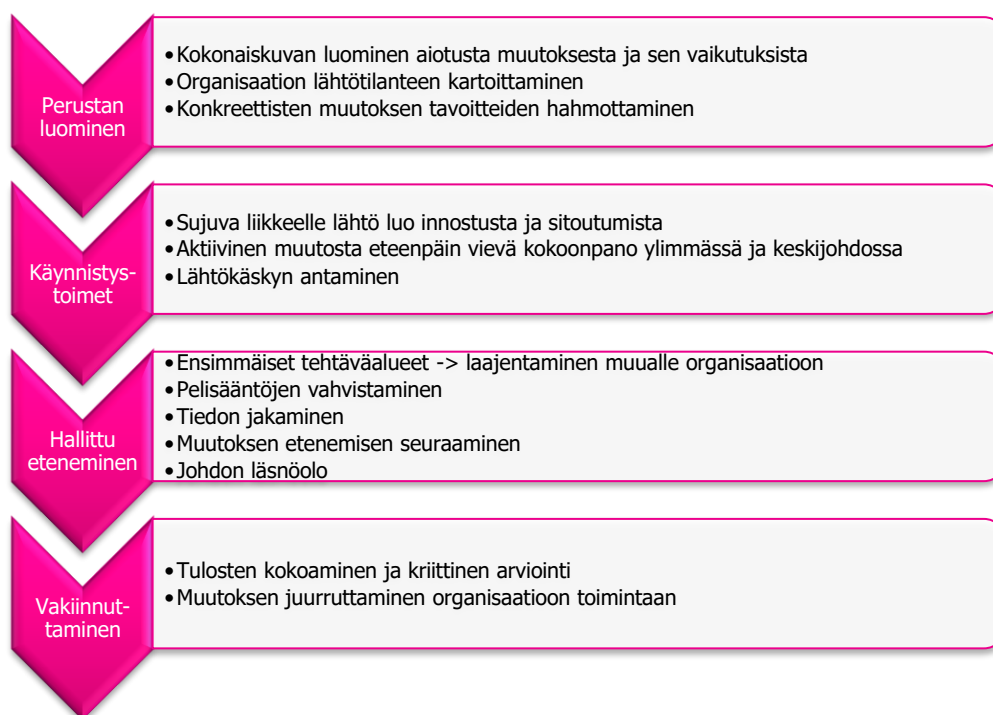 Perustan
luominen
•Kokonaiskuvan luominen aiotusta muutoksesta ja sen vaikutuksista
•Organisaation lähtötilanteen kartoittaminen
•Konkreettisten muutoksen tavoitteiden hahmottaminen
Käynnistys-
toimet
•Sujuva liikkeelle lähtö luo innostusta ja sitoutumista
•Aktiivinen muutosta eteenpäin vievä kokoonpano ylimmässä ja keskijohdossa
•Lähtökäskyn antaminen
Hallittu
eteneminen
•Ensimmäiset tehtäväalueet -> laajentaminen muualle organisaatioon
•Pelisääntöjen vahvistaminen
•Tiedon jakaminen
•Muutoksen etenemisen seuraaminen
•Johdon läsnöolo
Vakiinnut-
taminen
•Tulosten kokoaminen ja kriittinen arviointi
•Muutoksen juurruttaminen organisaatioon toimintaan